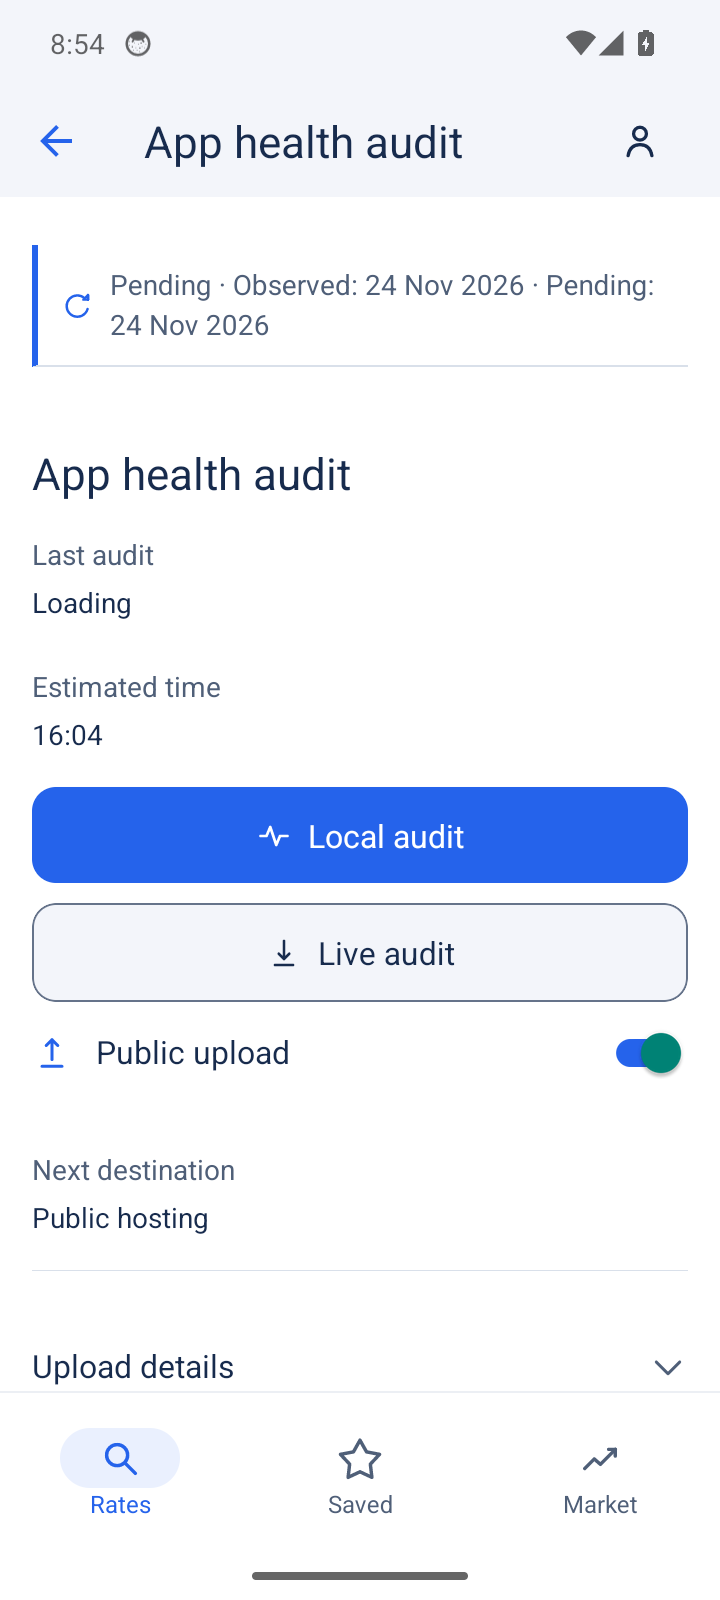 8:54
App health audit
Pending · Observed: 24 Nov 2026 · Pending:
24 Nov 2026
App health audit
Last audit
Loading
Estimated time
16:04
Local audit
Live audit
Public upload
Next destination
Public hosting
Upload details
Rates
Saved
Market